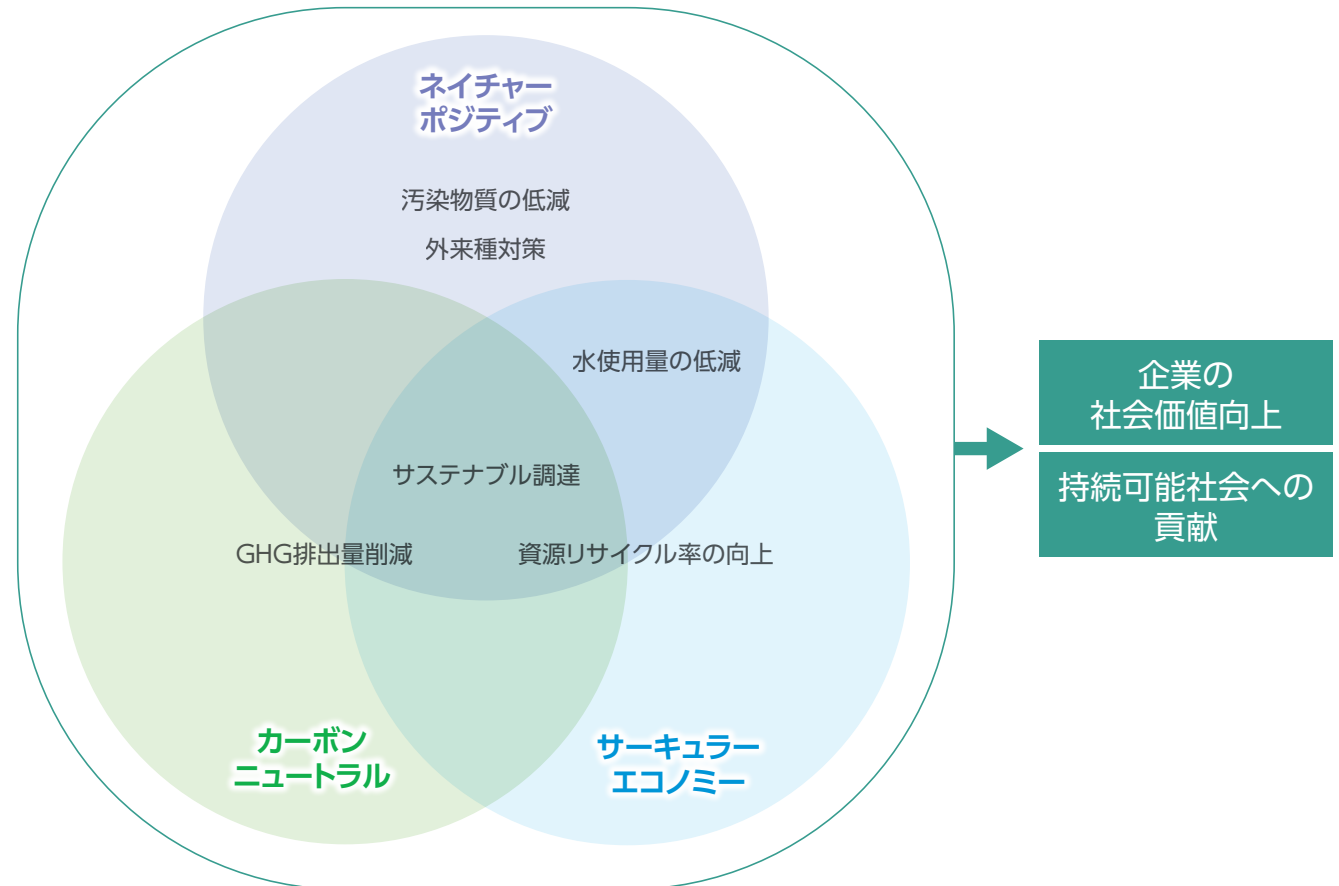 ネイチャー
ポジティブ
汚染物質の低減
外来種対策
水使用量の低減
サステナブル調達
GHG排出量削減
資源リサイクル率の向上
カーボン
ニュートラル
サーキュラー
エコノミー
企業の
社会価値向上
持続可能社会への
貢献